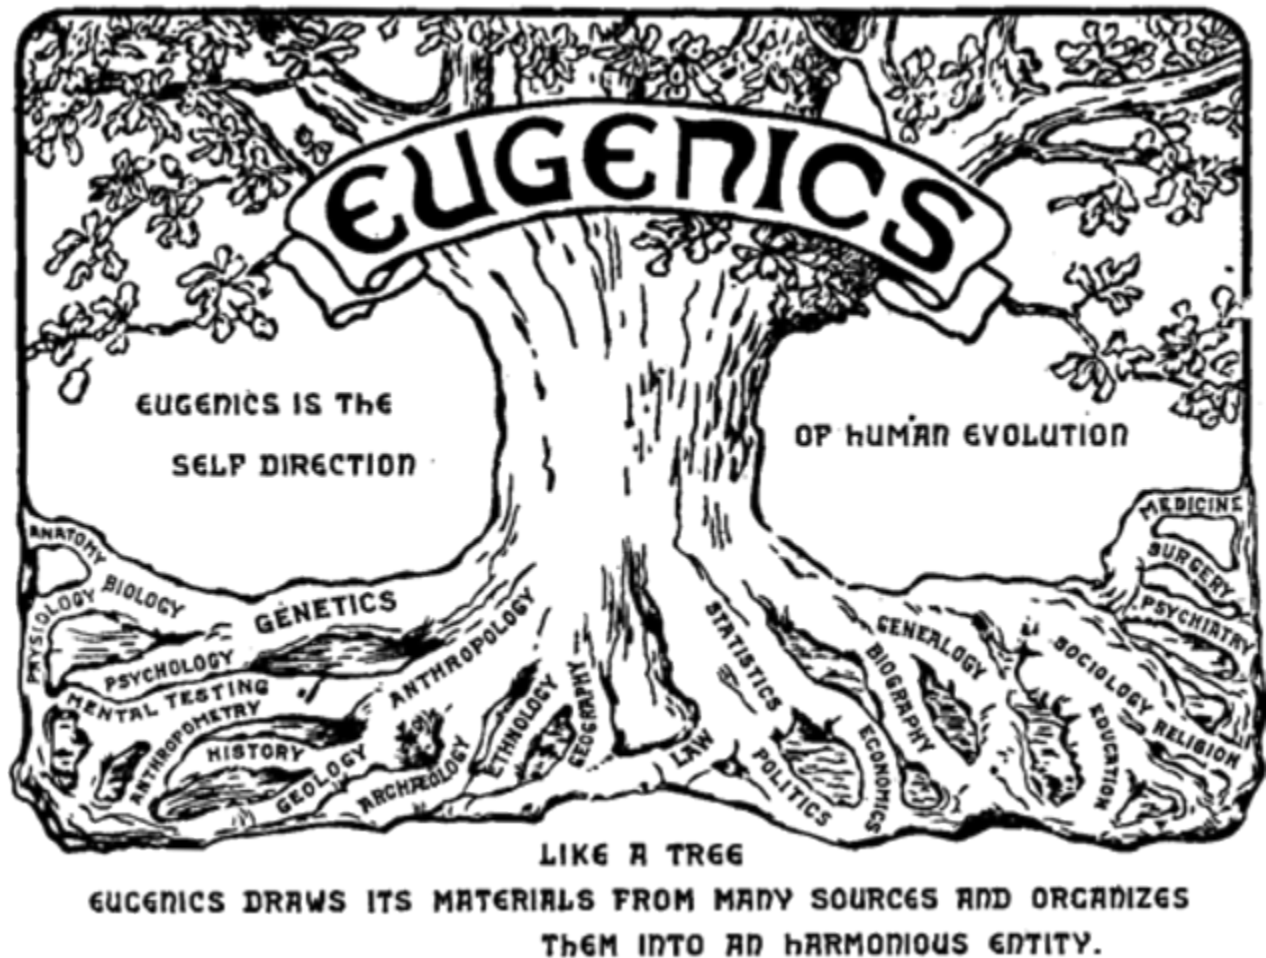 EUGENICS
EUGENICS IS THE
SELF DIRECTION
OF HUMAN EVOLUTION
ANATOMY
BIOLOGY
PHYSIOLOGY
GENETICS
PSYCHOLOGY
MENTAL TESTING
ANTHROPOMETRY
HISTORY
GEOLOGY
ANTHROPOLOGY
ARCHÆOLOGY
ETHNOLOGY
GEOGRAPHY
LAW
STATISTICS
POLITICS
ECONOMICS
BIOGRAPHY
GENEALOGY
EDUCATION
SOCIOLOGY
RELIGION
PSYCHIATRY
SURGERY
MEDICINE
LIKE A TREE
EUGENICS DRAWS ITS MATERIALS FROM MANY SOURCES AND ORGANIZES
THEM INTO AN HARMONIOUS ENTITY.